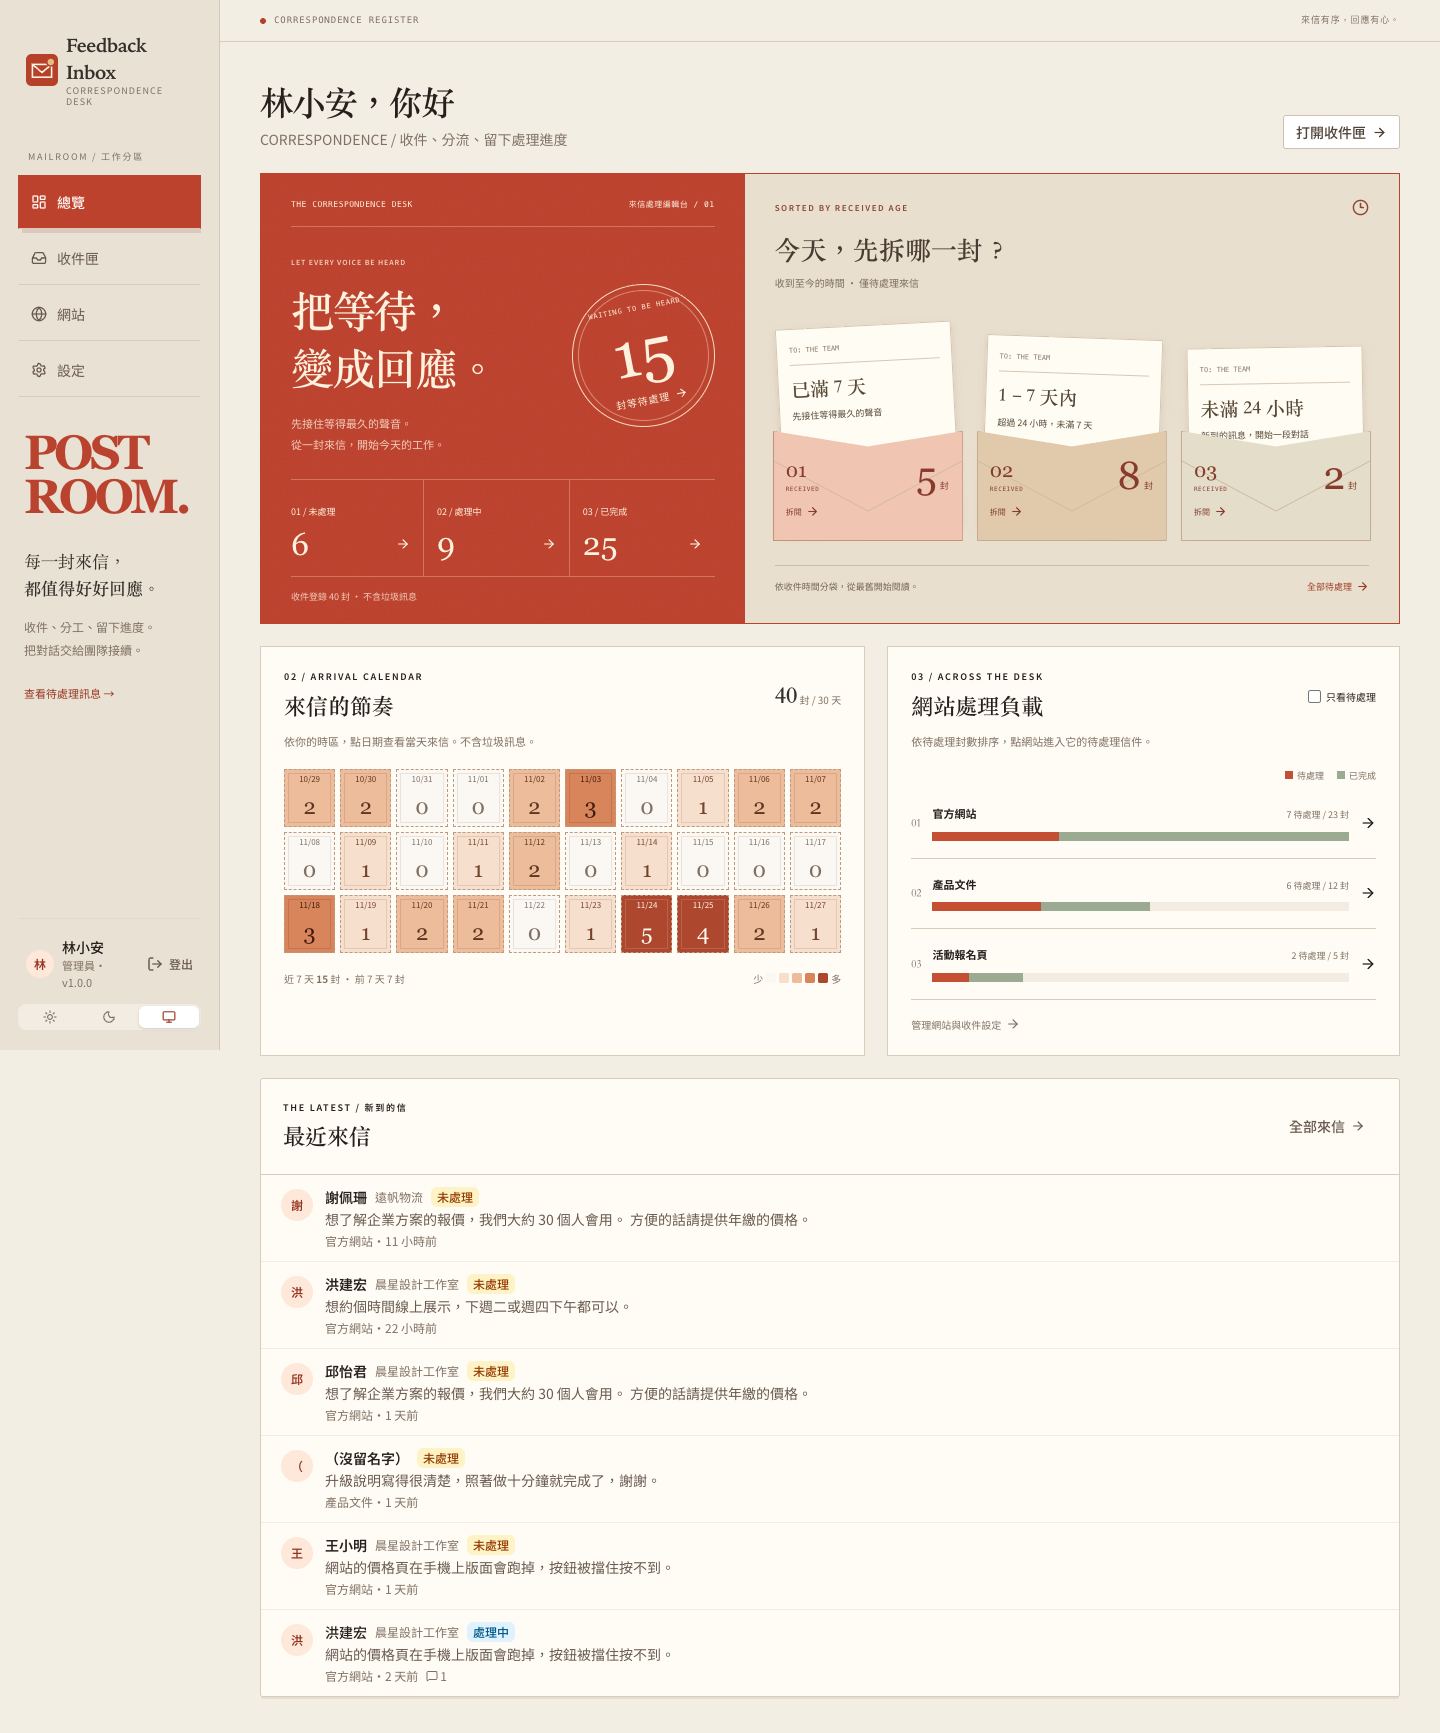 Feedback
Inbox
CORRESPONDENCE
DESK
MAILROOM / 工作分區
總覽
收件匣
網站
設定
POST
ROOM.
每一封來信，
都值得好好回應。
收件、分工、留下處理進度。
把對話交給團隊接續。
查看待處理訊息 →
林
林小安
管理員・
v1.0.0
登出
CORRESPONDENCE REGISTER
來信有序，回應有心。
林小安，你好
CORRESPONDENCE / 收件、分流、留下處理進度
打開收件匣 →
THE CORRESPONDENCE DESK
來信處理編輯台 / 01
LET EVERY VOICE BE HEARD
把等待，
變成回應。
WAITING TO BE HEARD
15
封等待處理 →
先接住等得最久的聲音。
從一封來信，開始今天的工作。
01 / 未處理
6 →
02 / 處理中
9 →
03 / 已完成
25 →
收件登錄 40 封・不含垃圾訊息
SORTED BY RECEIVED AGE
今天，先拆哪一封？
收到至今的時間・僅待處理來信
TO: THE TEAM
已滿 7 天
先接住等得最久的聲音
01
RECEIVED
5 封
拆閱 →
TO: THE TEAM
1–7 天內
超過 24 小時，未滿 7 天
02
RECEIVED
8 封
拆閱 →
TO: THE TEAM
未滿 24 小時
新到的訊息，開始一段對話
03
RECEIVED
2 封
拆閱 →
依收件時間分袋，從最舊開始閱讀。
全部待處理 →
02 / ARRIVAL CALENDAR
來信的節奏
40 封 / 30 天
依你的時區，點日期查看當天來信。不含垃圾訊息。
10/29 10/30 10/31 11/01 11/02 11/03 11/04 11/05 11/06 11/07
2 2 0 0 2 3 0 1 2 2
11/08 11/09 11/10 11/11 11/12 11/13 11/14 11/15 11/16 11/17
0 1 0 1 2 0 1 0 0 0
11/18 11/19 11/20 11/21 11/22 11/23 11/24 11/25 11/26 11/27
3 1 2 2 0 1 5 4 2 1
近 7 天 15 封・前 7 天 7 封
少 多
03 / ACROSS THE DESK
網站處理負載
只看待處理
依待處理封數排序，點網站進入它的待處理信件。
待處理 已完成
01 官方網站 7 待處理 / 23 封 →
02 產品文件 6 待處理 / 12 封 →
03 活動報名頁 2 待處理 / 5 封 →
管理網站與收件設定 →
THE LATEST / 新到的信
最近來信
全部來信 →
謝
謝佩珊 遠帆物流 未處理
想了解企業方案的報價，我們大約 30 個人會用。 方便的話請提供年繳的價格。
官方網站・11 小時前
洪
洪建宏 晨星設計工作室 未處理
想約個時間線上展示，下週二或週四下午都可以。
官方網站・22 小時前
邱
邱怡君 晨星設計工作室 未處理
想了解企業方案的報價，我們大約 30 個人會用。 方便的話請提供年繳的價格。
官方網站・1 天前
（
（沒留名字） 未處理
升級說明寫得很清楚，照著做十分鐘就完成了，謝謝。
產品文件・1 天前
王
王小明 晨星設計工作室 未處理
網站的價格頁在手機上版面會跑掉，按鈕被擋住按不到。
官方網站・1 天前
洪
洪建宏 晨星設計工作室 處理中
網站的價格頁在手機上版面會跑掉，按鈕被擋住按不到。
官方網站・2 天前 1